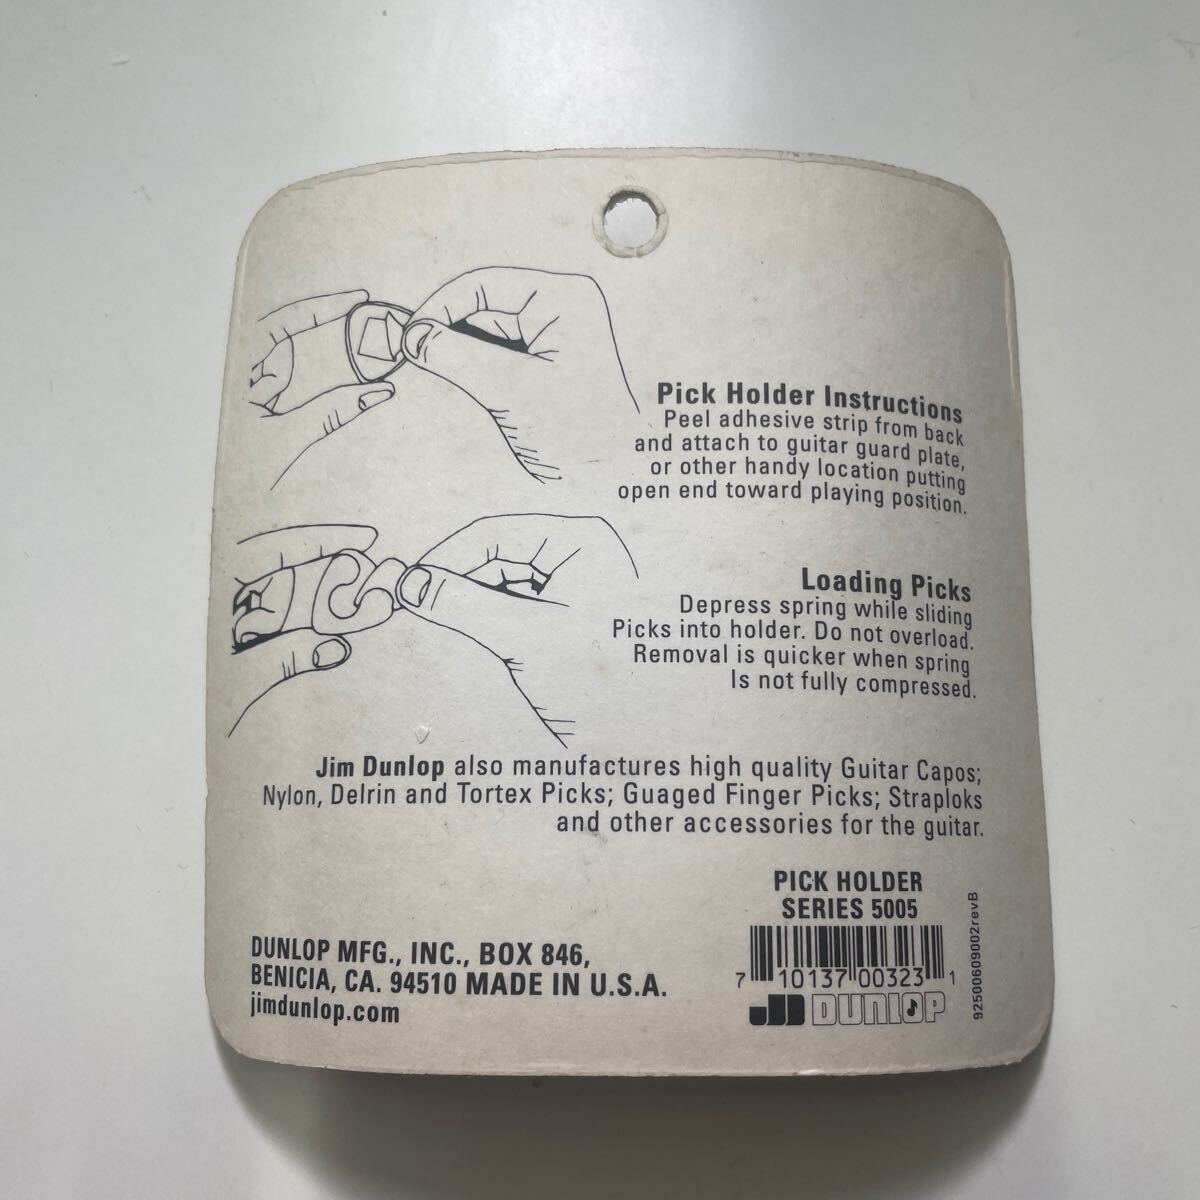 Pick Holder Instructions
Peel adhesive strip from back
and attach to guitar guard plate,
or other handy location putting
open end toward playing position.
Loading Picks
Depress spring while sliding
Picks into holder. Do not overload.
Removal is quicker when spring
Is not fully compressed.
Jim Dunlop also manufactures high quality Guitar Capos;
Nylon, Delrin and Tortex Picks; Guaged Finger Picks; Straploks
and other accessories for the guitar.
PICK HOLDER
SERIES 5005
DUNLOP MFG., INC., BOX 846,
BENICIA, CA. 94510 MADE IN U.S.A.
jimdunlop.com
7 10137 00323 1
JIM DUNLOP
92500609002revB